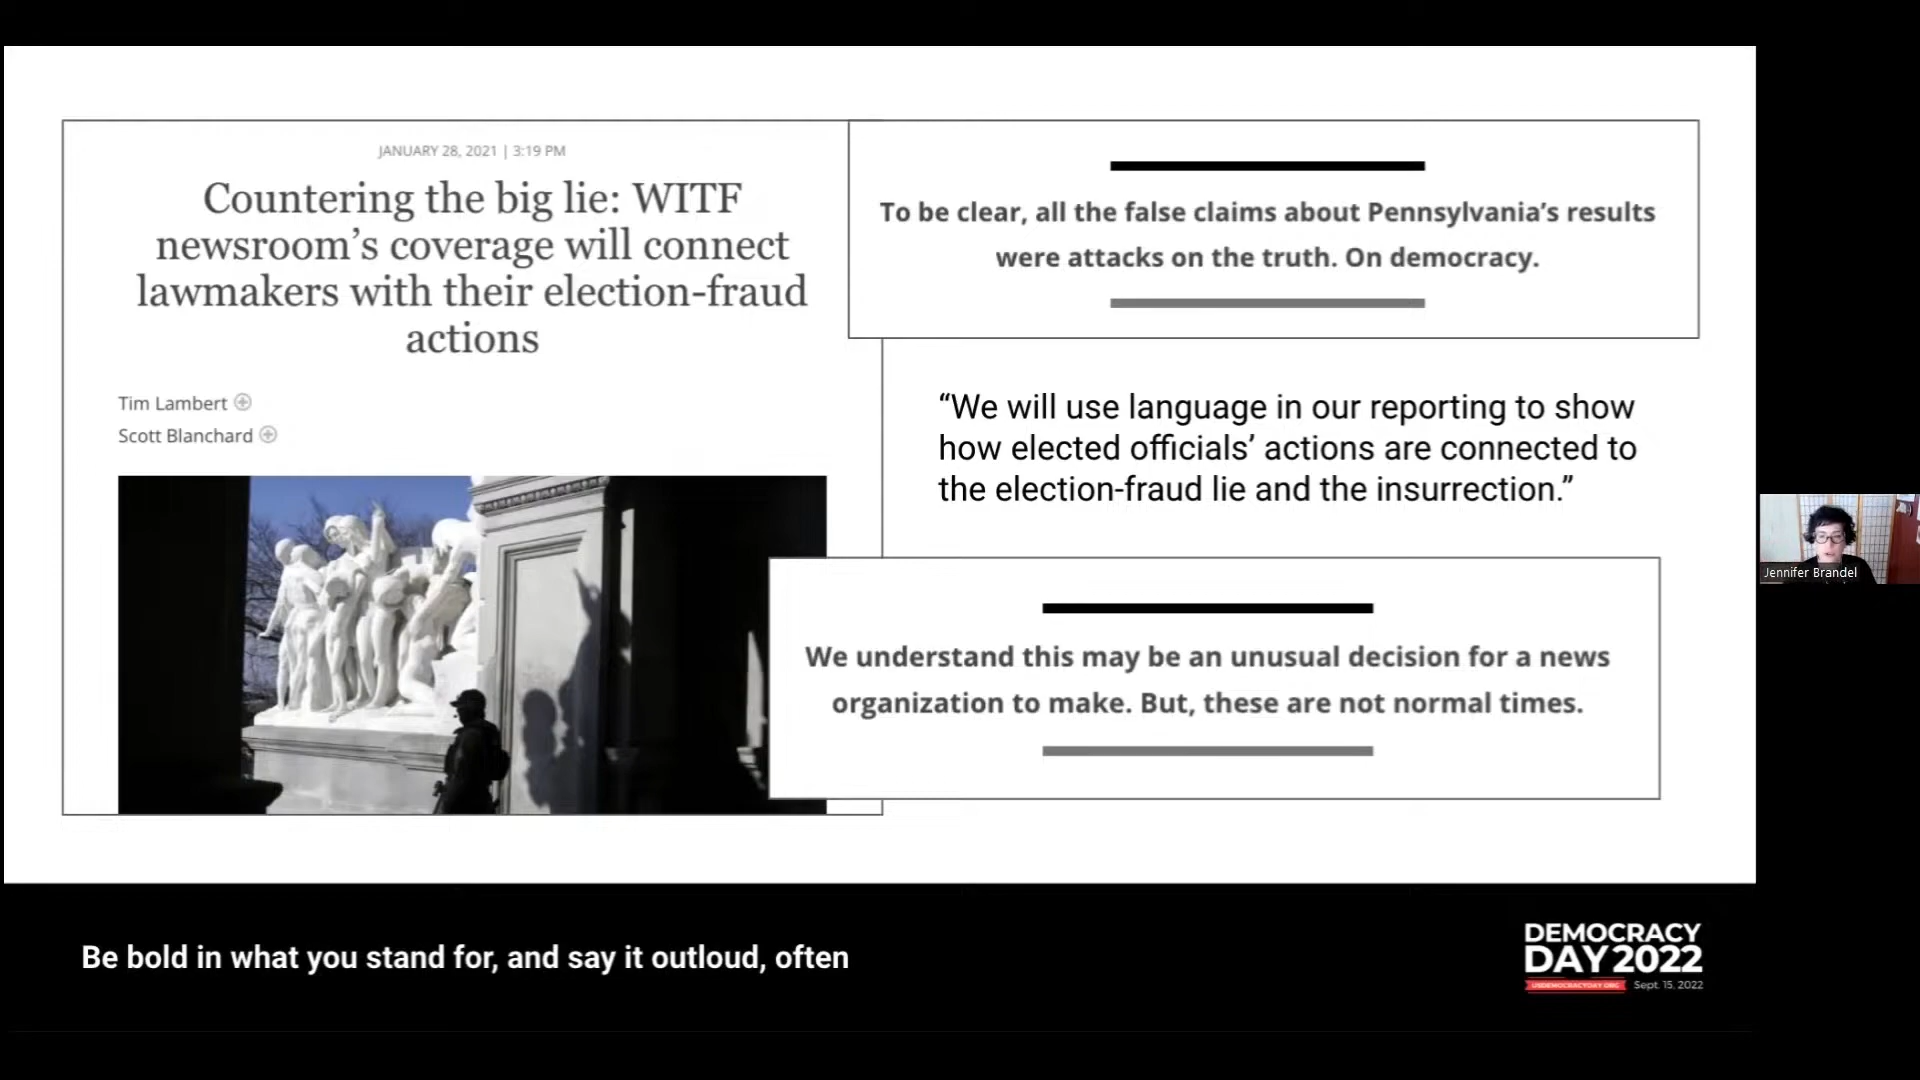 JANUARY 28, 2021 | 3:19 PM
Countering the big lie: WITF
newsroom’s coverage will connect
lawmakers with their election-fraud
actions
Tim Lambert
Scott Blanchard
To be clear, all the false claims about Pennsylvania’s results
were attacks on the truth. On democracy.
“We will use language in our reporting to show
how elected officials’ actions are connected to
the election-fraud lie and the insurrection.”
We understand this may be an unusual decision for a news
organization to make. But, these are not normal times.
Jennifer Brandel
Be bold in what you stand for, and say it outloud, often
DEMOCRACY
DAY 2022
USDEMOCRACYDAY.ORG Sept. 15, 2022